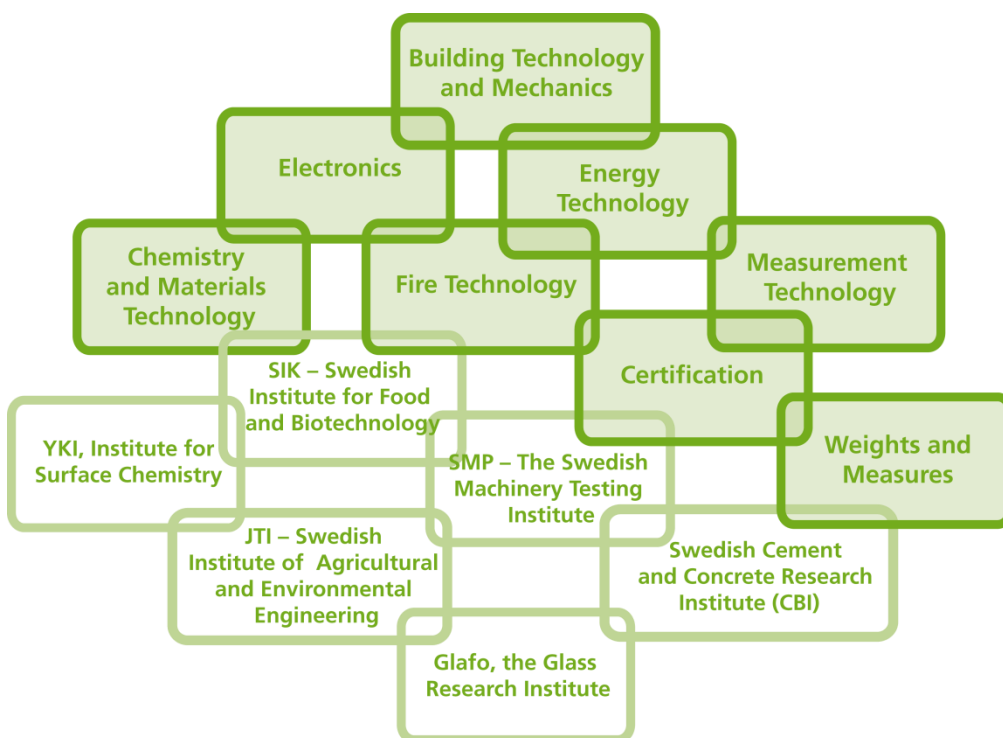 Building Technology
and Mechanics
Electronics
Energy
Technology
Chemistry
and Materials
Technology
Fire Technology
Measurement
Technology
SIK – Swedish
Institute for Food
and Biotechnology
Certification
YKI, Institute for
Surface Chemistry
SMP – The Swedish
Machinery Testing
Institute
Weights and
Measures
JTI – Swedish
Institute of Agricultural
and Environmental
Engineering
Swedish Cement
and Concrete Research
Institute (CBI)
Glafo, the Glass
Research Institute